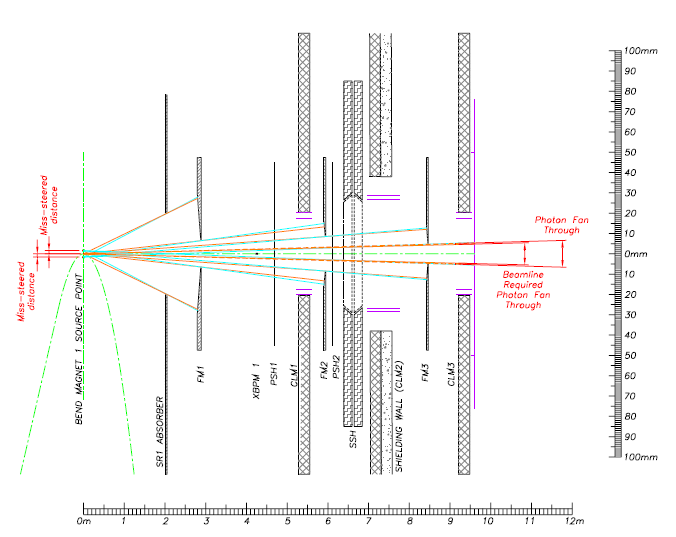 100mm
90
80
70
60
50
40
30
20
10
0mm
10
20
30
40
50
60
70
80
90
100mm
Miss-steered
distance
Miss-steered
distance
Photon Fan
Through
Beamline
Required
Photon Fan
Through
BEND MAGNET 1. SOURCE POINT
SR1 ABSORBER
FM1
XBPM 1
PSH1
CLM1
FM2
PSH2
SSH
SHIELDING WALL (CLM2)
FM3
CLM3
0m 1 2 3 4 5 6 7 8 9 10 11 12m